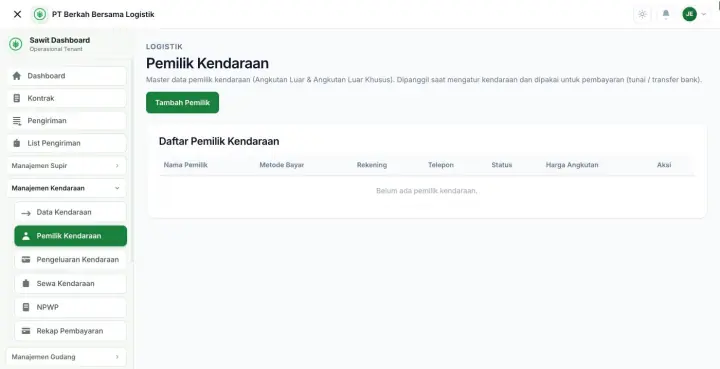 PT Berkah Bersama Logistik
JE
Sawit Dashboard
Operasional Tenant
Dashboard
Kontrak
Pengiriman
List Pengiriman
Manajemen Supir
Manajemen Kendaraan
Data Kendaraan
Pemilik Kendaraan
Pengeluaran Kendaraan
Sewa Kendaraan
NPWP
Rekap Pembayaran
Manajemen Gudang
LOGISTIK
Pemilik Kendaraan
Master data pemilik kendaraan (Angkutan Luar & Angkutan Luar Khusus). Dipanggil saat mengatur kendaraan dan dipakai untuk pembayaran (tunai / transfer bank).
Tambah Pemilik
Daftar Pemilik Kendaraan
Nama Pemilik Metode Bayar Rekening Telepon Status Harga Angkutan Aksi
Belum ada pemilik kendaraan.